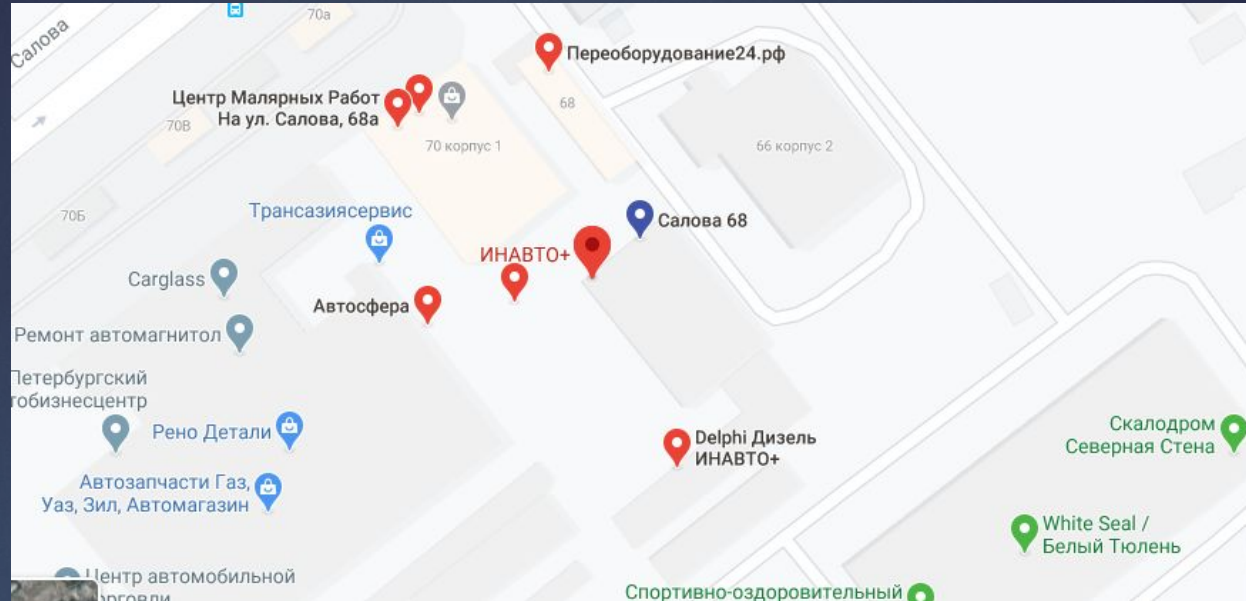 Салова
70а
Переоборудование24.рф
Центр Малярных Работ
На ул. Салова, 68а
70В
68
70 корпус 1
66 корпус 2
70Б
Трансазиясервис
Салова 68
ИНАВТО+
Carglass
Автосфера
Ремонт автомагнитол
Петербургский
тобизнесцентр
Рено Детали
Delphi Дизель
ИНАВТО+
Скалодром
Северная Стена
Автозапчасти Газ,
Уаз, Зил, Автомагазин
White Seal /
Белый Тюлень
Центр автомобильной
орговли
Спортивно-оздоровительный